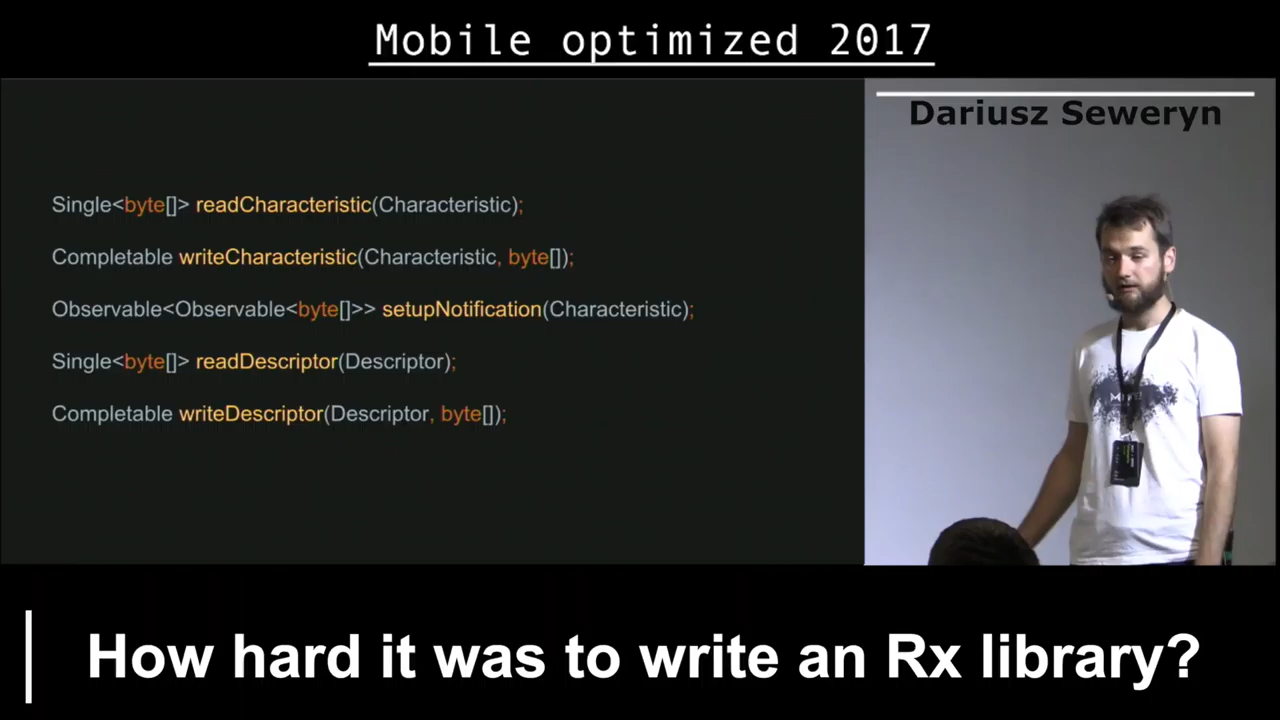 Mobile optimized 2017
Dariusz Seweryn
Single<byte[]> readCharacteristic(Characteristic);
Completable writeCharacteristic(Characteristic, byte[]);
Observable<Observable<byte[]>> setupNotification(Characteristic);
Single<byte[]> readDescriptor(Descriptor);
Completable writeDescriptor(Descriptor, byte[]);
How hard it was to write an Rx library?